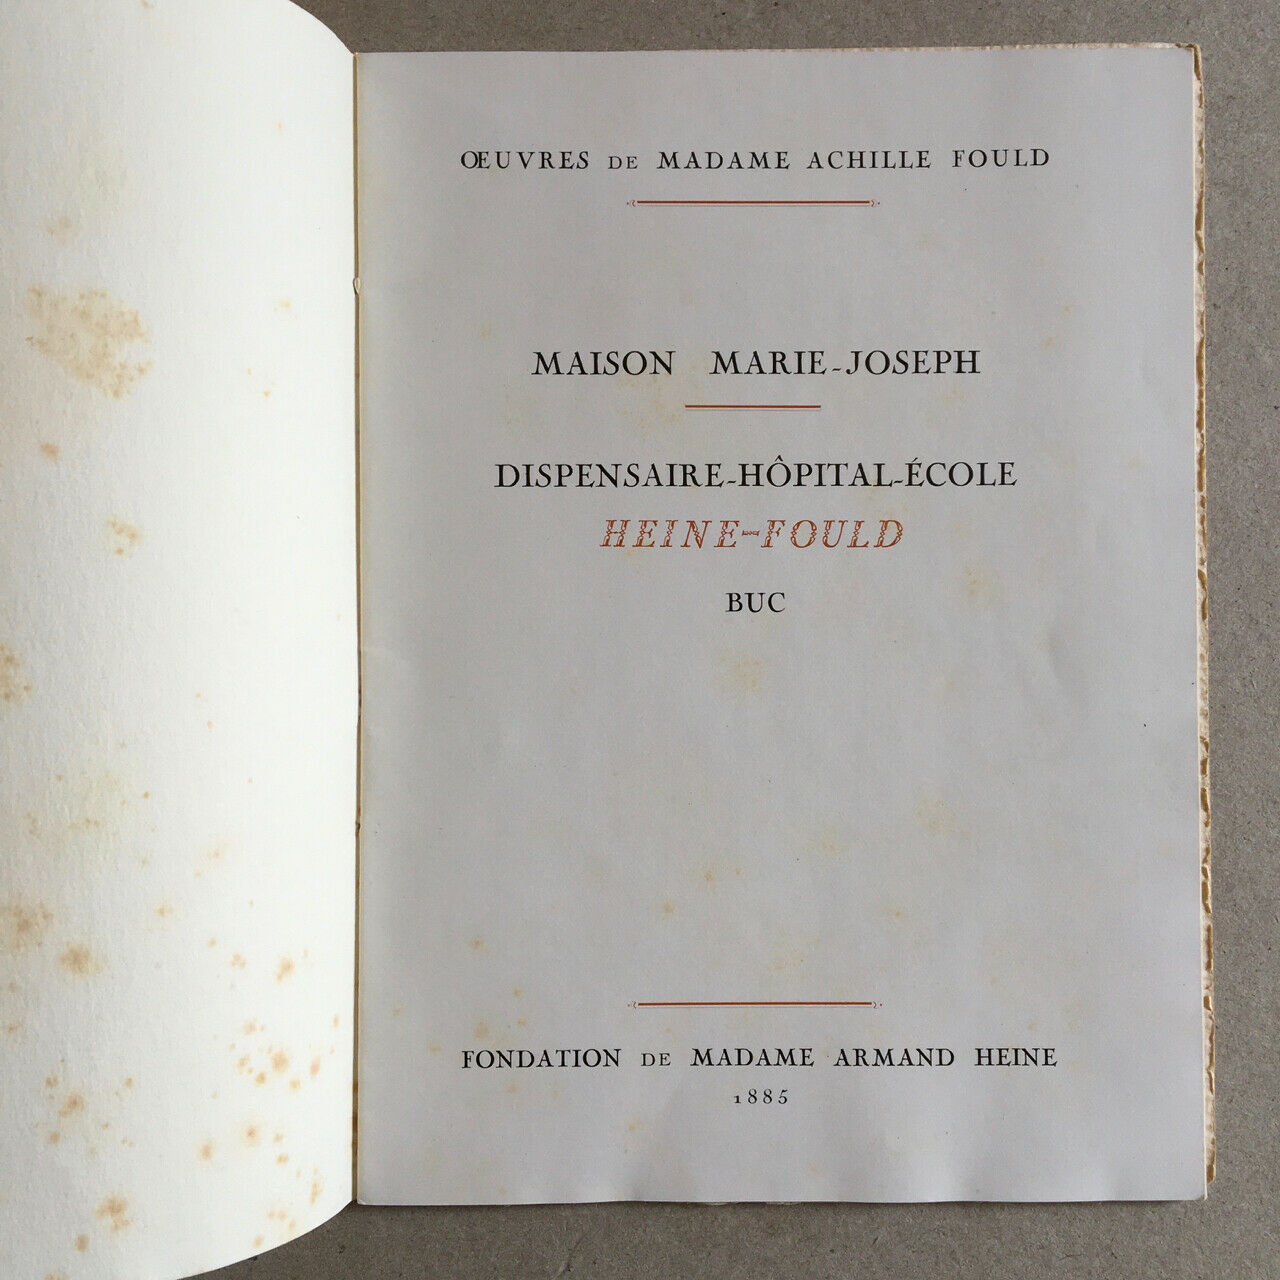 ŒUVRES DE MADAME ACHILLE FOULD
MAISON MARIE-JOSEPH
DISPENSAIRE-HÔPITAL-ÉCOLE
HEINE-FOULD
BUC
FONDATION DE MADAME ARMAND HEINE
1885